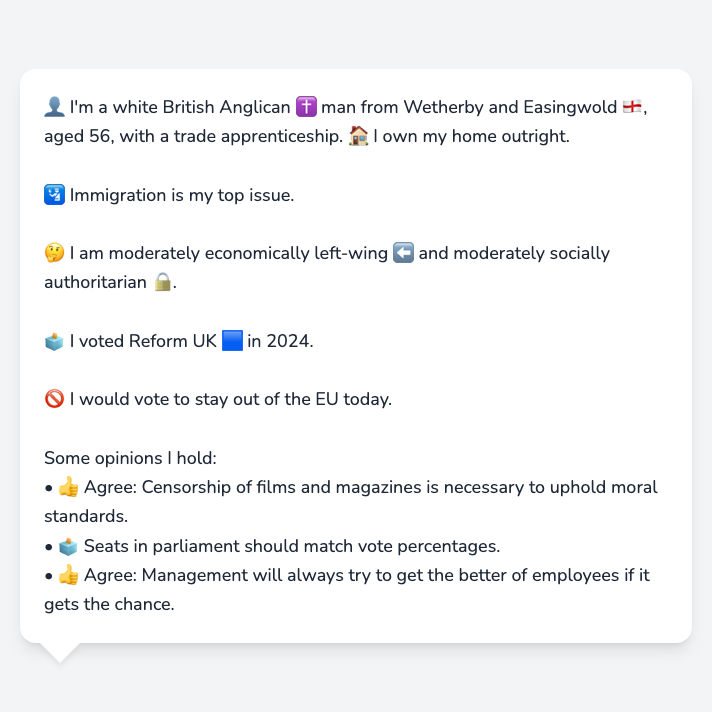 👤 I'm a white British Anglican ✝️ man from Wetherby and Easingwold 🏴󠁧󠁢󠁥󠁮󠁧󠁿,
aged 56, with a trade apprenticeship. 🏠 I own my home outright.
🛂 Immigration is my top issue.
🤔 I am moderately economically left-wing ⬅️ and moderately socially
authoritarian 🔒.
🗳️ I voted Reform UK 🟦 in 2024.
🚫 I would vote to stay out of the EU today.
Some opinions I hold:
• 👍 Agree: Censorship of films and magazines is necessary to uphold moral
standards.
• 🗳️ Seats in parliament should match vote percentages.
• 👍 Agree: Management will always try to get the better of employees if it
gets the chance.